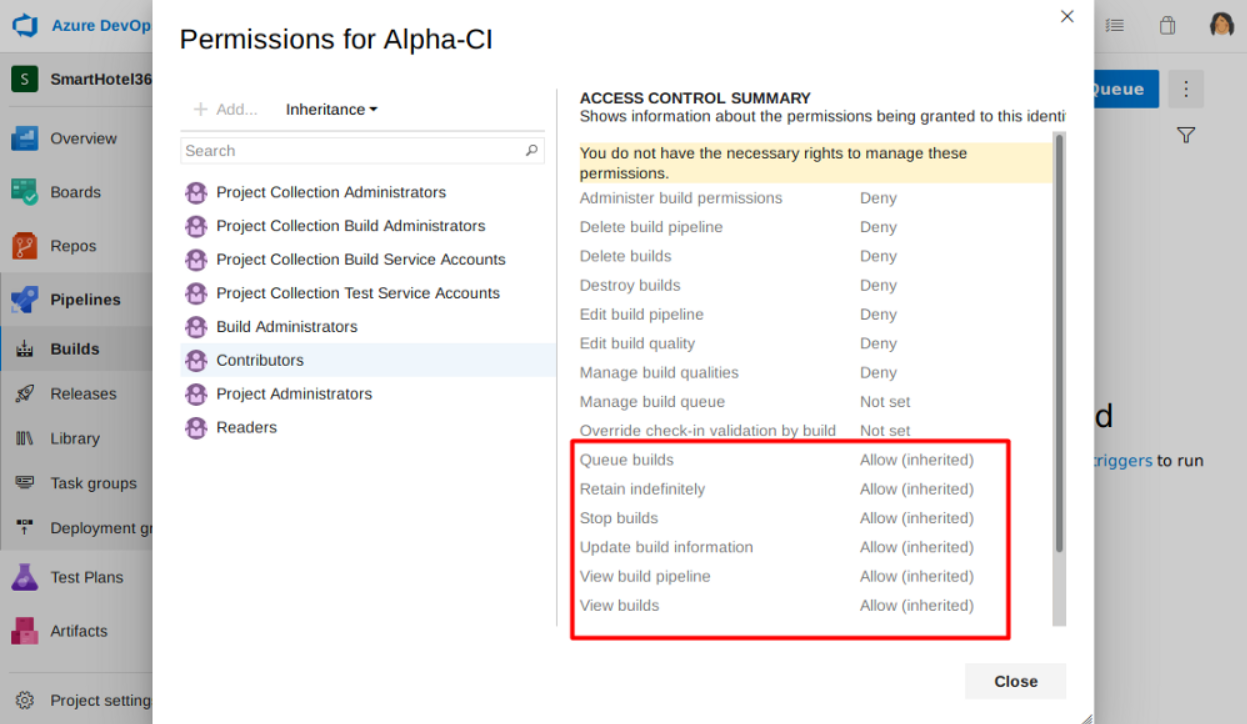 Azure DevOp
S
SmartHotel36
Overview
Boards
Repos
Pipelines
Builds
Releases
Library
Task groups
Deployment gr
Test Plans
Artifacts
Project setting
Permissions for Alpha-CI
Add...
Inheritance
Search
Project Collection Administrators
Project Collection Build Administrators
Project Collection Build Service Accounts
Project Collection Test Service Accounts
Build Administrators
Contributors
Project Administrators
Readers
ACCESS CONTROL SUMMARY
Shows information about the permissions being granted to this identi
You do not have the necessary rights to manage these
permissions.
Administer build permissions Deny
Delete build pipeline Deny
Delete builds Deny
Destroy builds Deny
Edit build pipeline Deny
Edit build quality Deny
Manage build qualities Deny
Manage build queue Not set
Override check-in validation by build Not set
Queue builds Allow (inherited)
Retain indefinitely Allow (inherited)
Stop builds Allow (inherited)
Update build information Allow (inherited)
View build pipeline Allow (inherited)
View builds Allow (inherited)
Close
Queue
d
triggers to run